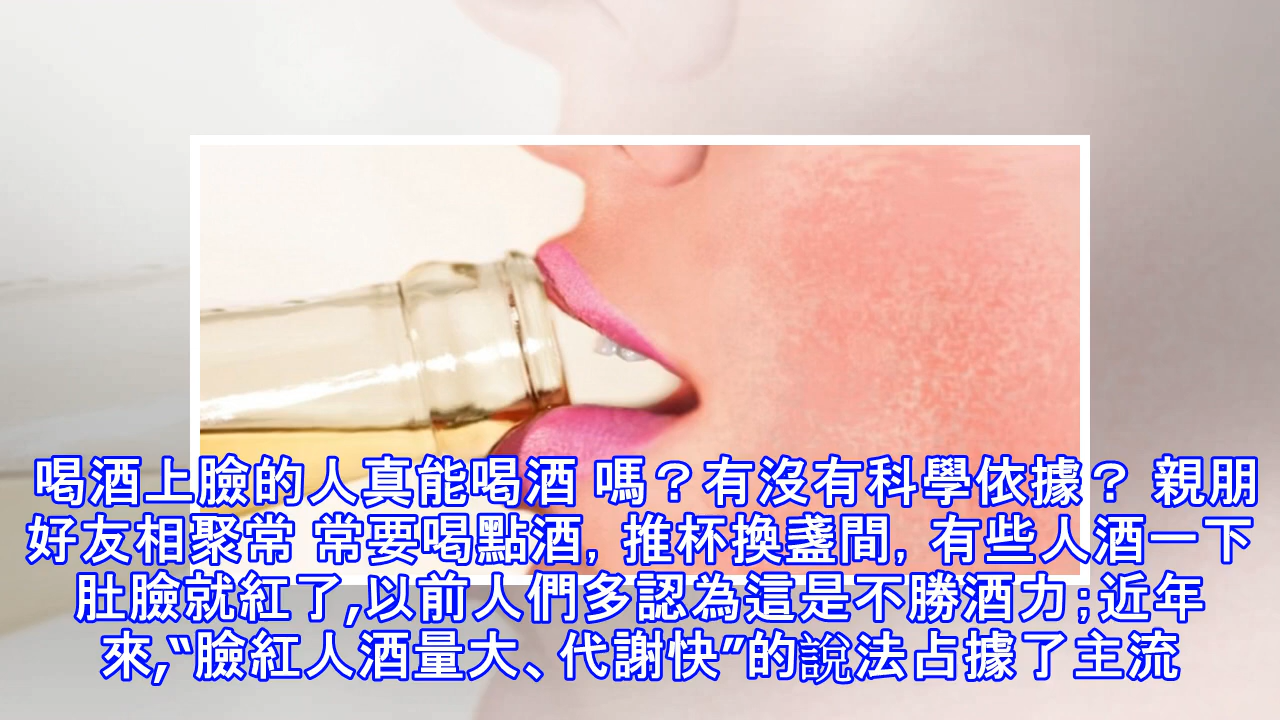 喝酒上臉的人真能喝酒 嗎？有沒有科學依據？ 親朋
好友相聚常 常要喝點酒, 推杯換盞間, 有些人酒一下
肚臉就紅了,以前人們多認為這是不勝酒力;近年
來,“臉紅人酒量大、代謝快”的說法占據了主流